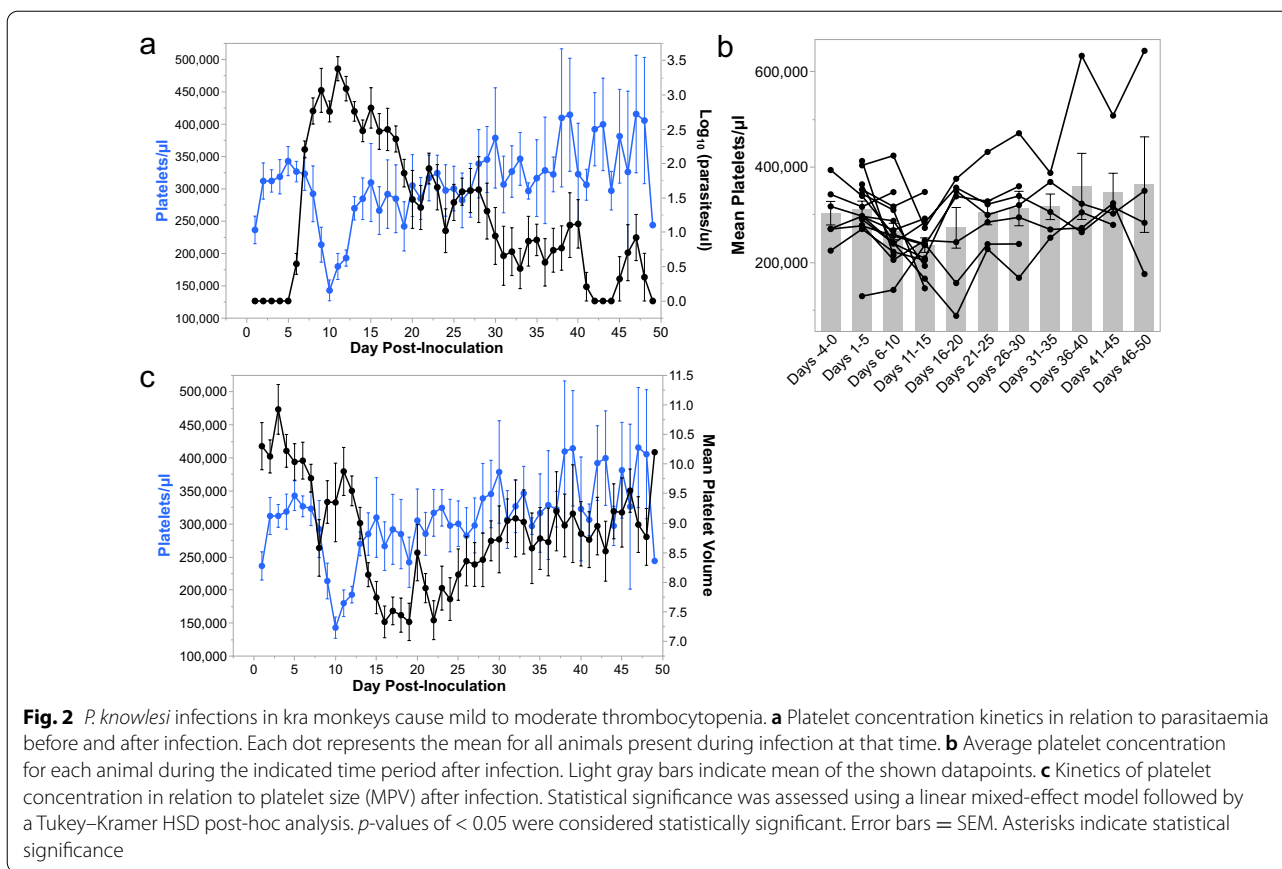 a
500,000
450,000
400,000
350,000
300,000
250,000
200,000
150,000
100,000
Platelets/µl
3.5
3.0
2.5
2.0
1.5
1.0
0.5
0.0
Log10 (parasites/ul)
0 5 10 15 20 25 30 35 40 45 50
Day Post-Inoculation
b
600,000
400,000
200,000
Mean Platelets/µl
Days -4-0
Days 1-5
Days 6-10
Days 11-15
Days 16-20
Days 21-25
Days 26-30
Days 31-35
Days 36-40
Days 41-45
Days 46-50
c
500,000
450,000
400,000
350,000
300,000
250,000
200,000
150,000
100,000
Platelets/µl
11.5
11.0
10.5
10.0
9.5
9.0
8.5
8.0
7.5
7.0
Mean Platelet Volume
0 5 10 15 20 25 30 35 40 45 50
Day Post-Inoculation
Fig. 2 P. knowlesi infections in kra monkeys cause mild to moderate thrombocytopenia. a Platelet concentration kinetics in relation to parasitaemia
before and after infection. Each dot represents the mean for all animals present during infection at that time. b Average platelet concentration
for each animal during the indicated time period after infection. Light gray bars indicate mean of the shown datapoints. c Kinetics of platelet
concentration in relation to platelet size (MPV) after infection. Statistical significance was assessed using a linear mixed-effect model followed by
a Tukey–Kramer HSD post-hoc analysis. p-values of < 0.05 were considered statistically significant. Error bars = SEM. Asterisks indicate statistical
significance